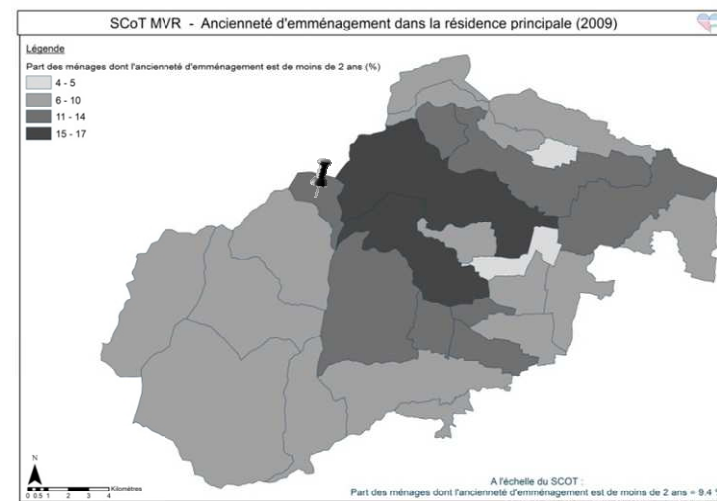 SCoT MVR - Ancienneté d'emménagement dans la résidence principale (2009)
Légende
Part des ménages dont l'ancienneté d'emménagement est de moins de 2 ans (%)
4 - 5
6 - 10
11 - 14
15 - 17
N
Kilomètres
0 0.5 1 2 3 4
A l'échelle du SCOT :
Part des ménages dont l'ancienneté d'emménagement est de moins de 2 ans = 9.4